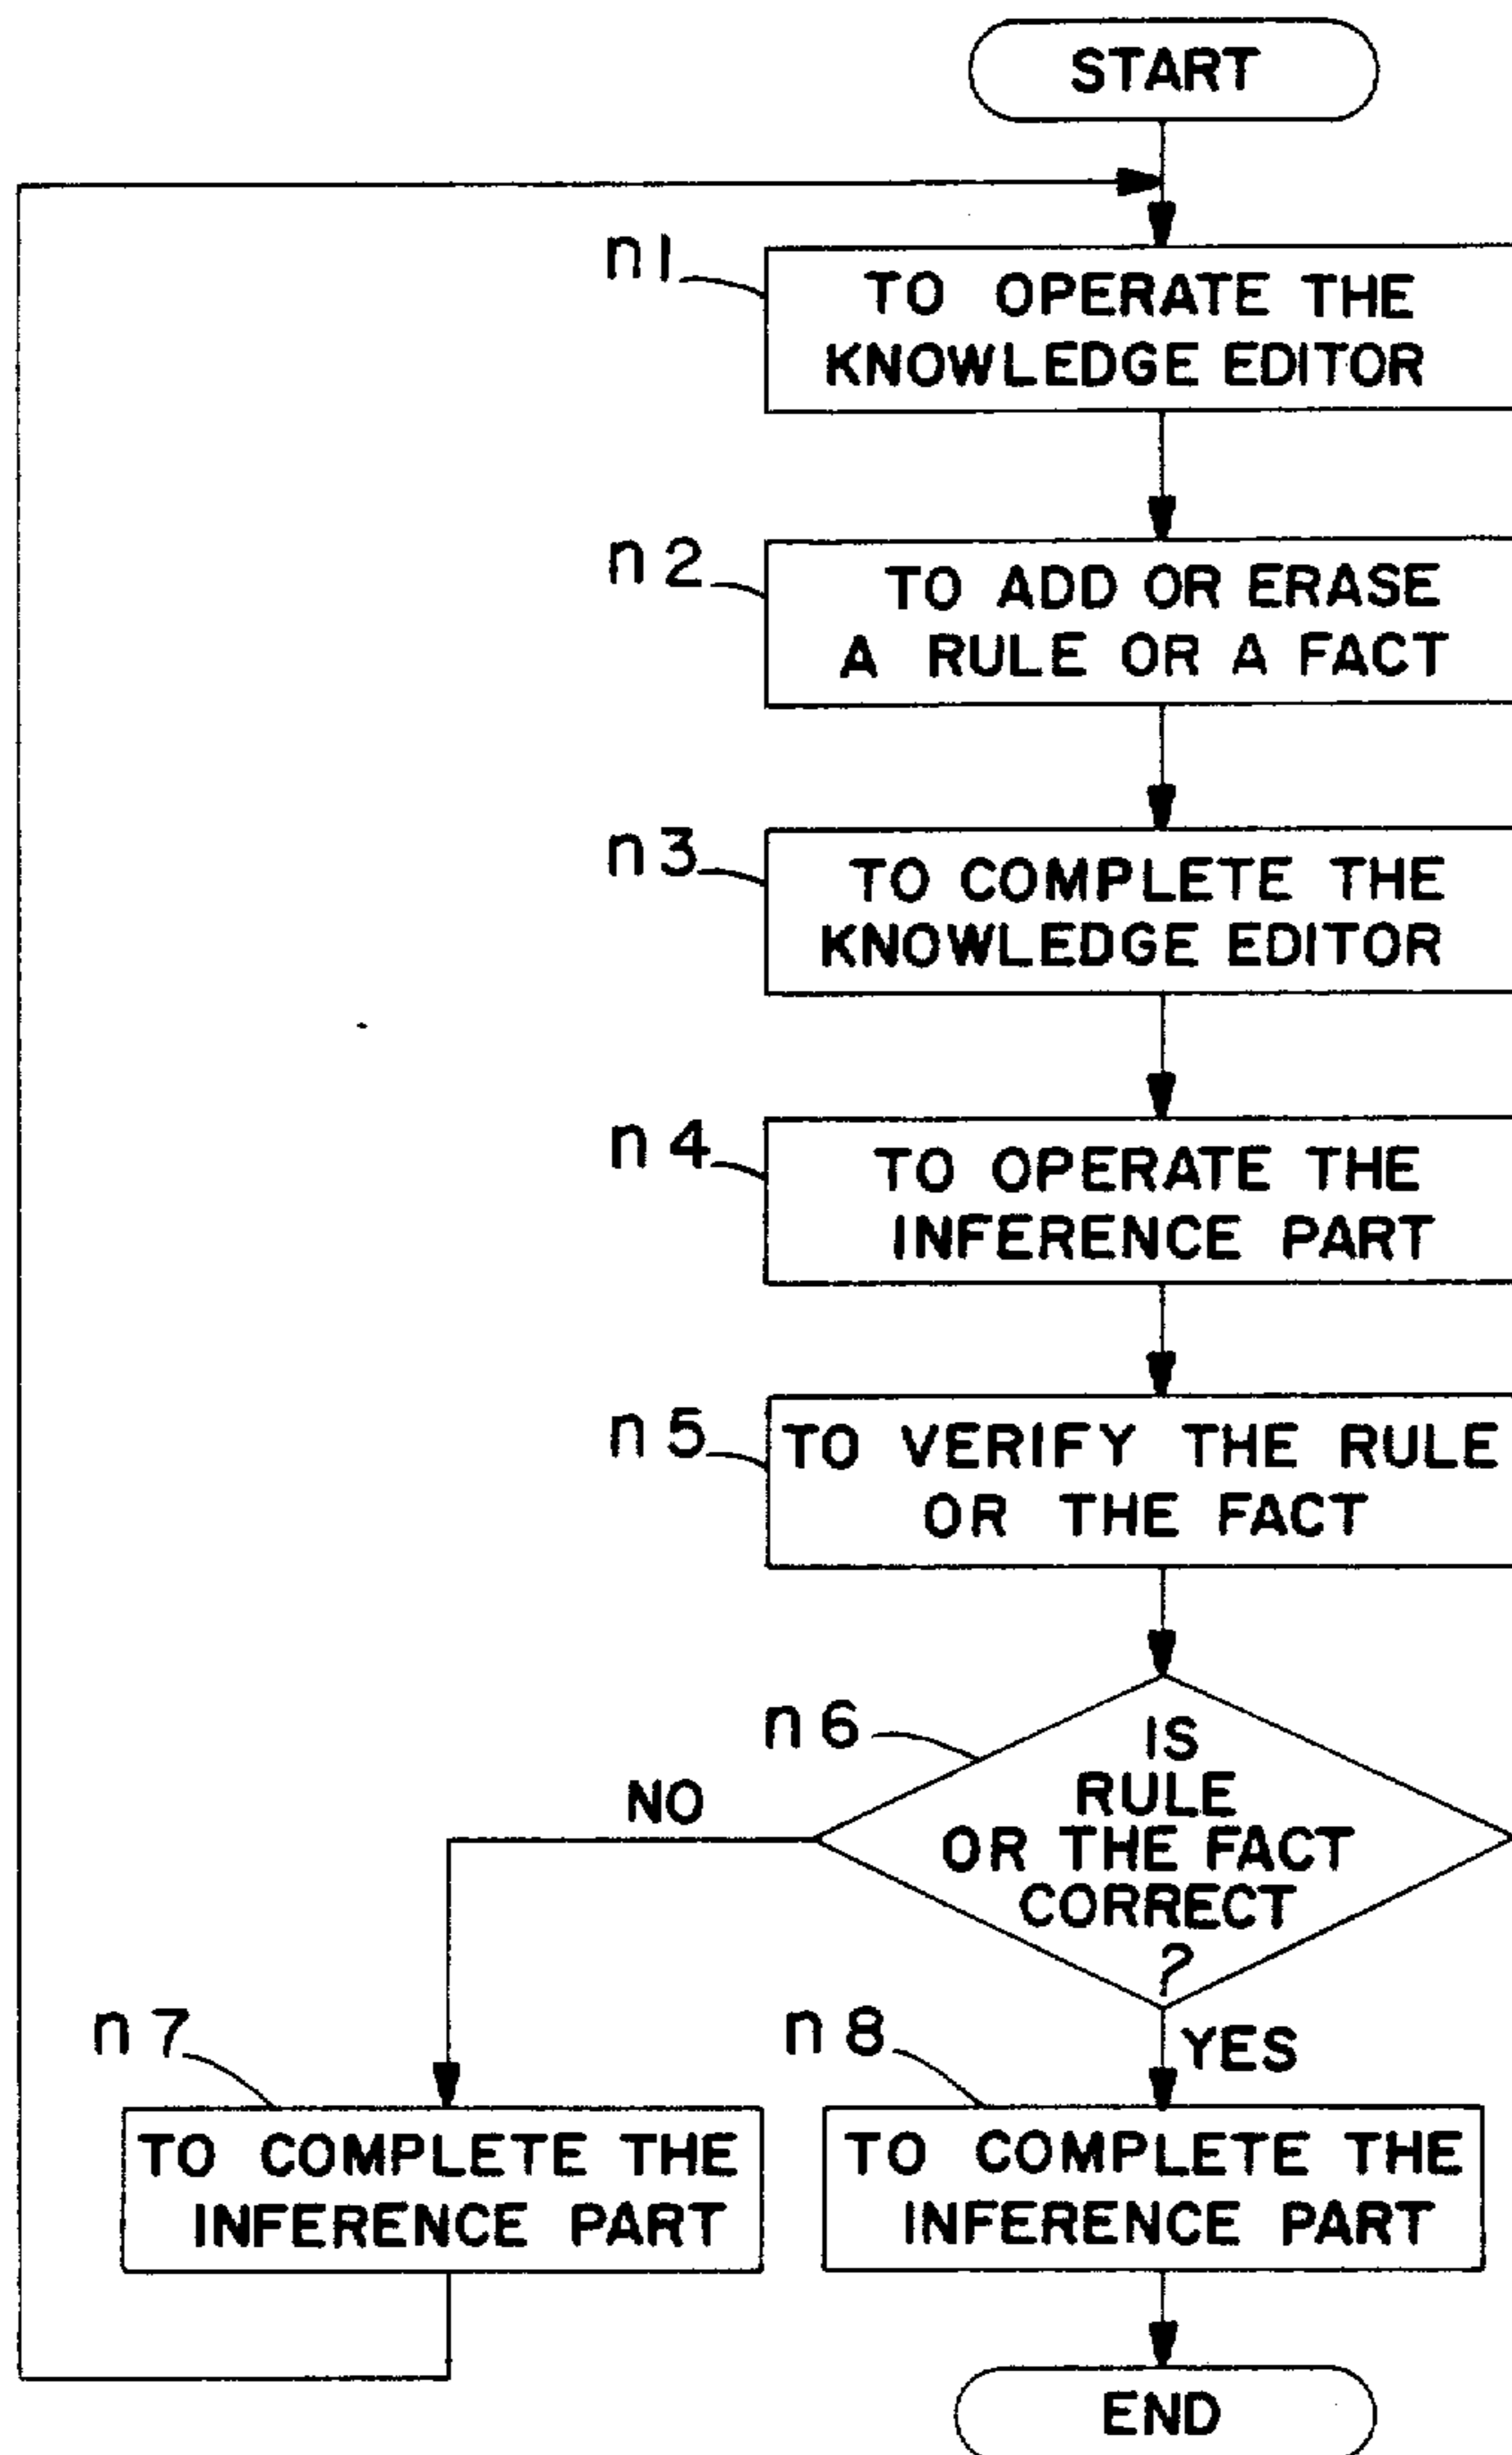 START
n1
TO OPERATE THE
KNOWLEDGE EDITOR
n2
TO ADD OR ERASE
A RULE OR A FACT
n3
TO COMPLETE THE
KNOWLEDGE EDITOR
n4
TO OPERATE THE
INFERENCE PART
n5
TO VERIFY THE RULE
OR THE FACT
n6
IS
RULE
OR THE FACT
CORRECT
?
NO
YES
n7
TO COMPLETE THE
INFERENCE PART
n8
TO COMPLETE THE
INFERENCE PART
END